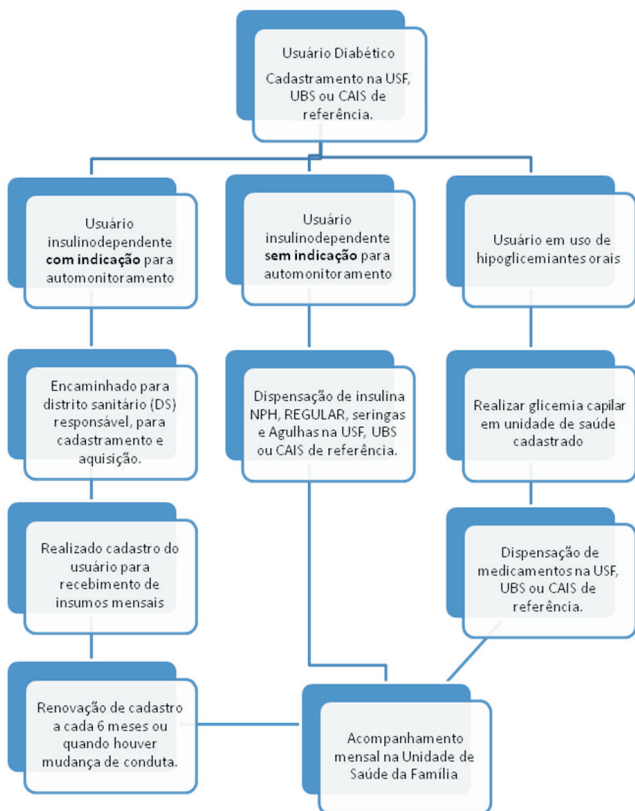 Usuário Diabético
Cadastramento na USF,
UBS ou CAIS de
referência.
Usuário
insulinodependente
com indicação para
automonitoramento
Usuário
insulinodependente
sem indicação para
automonitoramento
Usuário em uso de
hipoglicemiantes orais
Encaminhado para
distrito sanitário (DS)
responsável, para
cadastramento e
aquisição.
Dispensação de insulina
NPH, REGULAR, seringas
e Agulhas na USF, UBS
ou CAIS de referência.
Realizar glicemia capilar
em unidade de saúde
cadastrado
Realizado cadastro do
usuário para
recebimento de
insumos mensais
Dispensação de
medicamentos na USF,
UBS ou CAIS de
referência.
Renovação de cadastro
a cada 6 meses ou
quando houver
mudança de conduta.
Acompanhamento
mensal na Unidade de
Saúde da Família